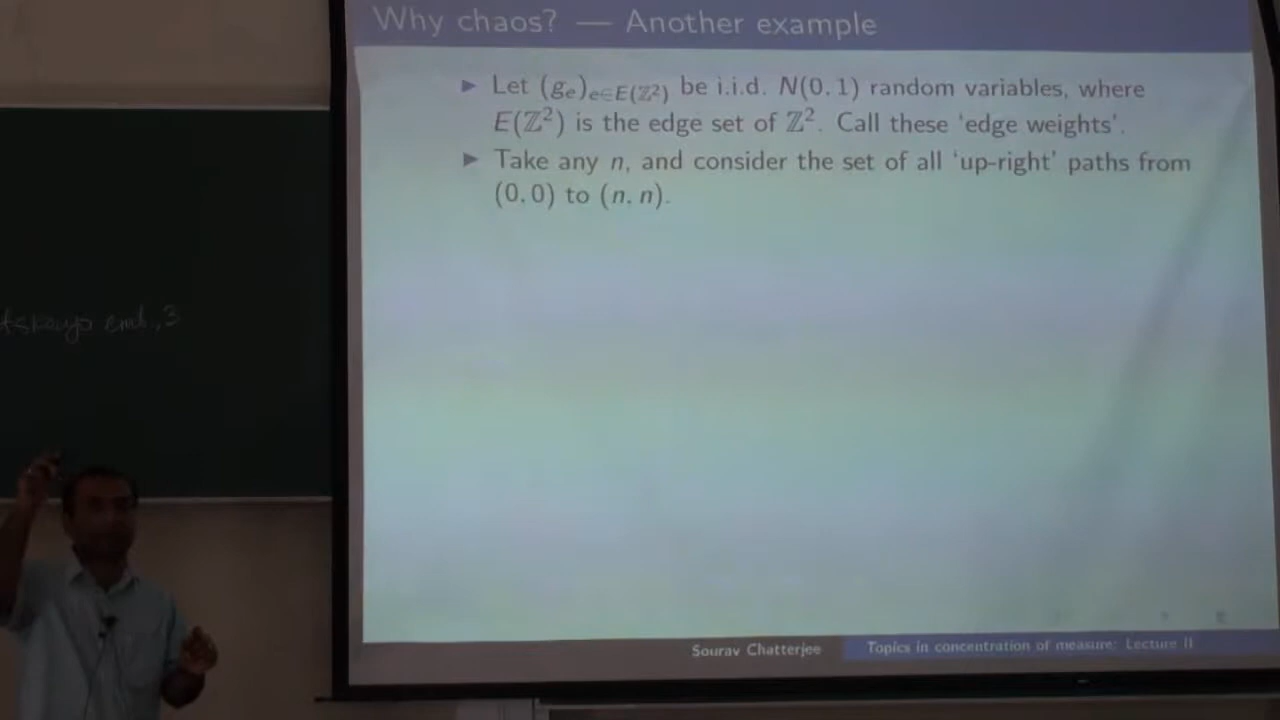 Why chaos? — Another example
▶ Let (gₑ)ₑ∈E(ℤ²) be i.i.d. N(0, 1) random variables, where
E(ℤ²) is the edge set of ℤ². Call these 'edge weights'.
▶ Take any n, and consider the set of all 'up-right' paths from
(0, 0) to (n, n).
Sourav Chatterjee
Topics in concentration of measure: Lecture II